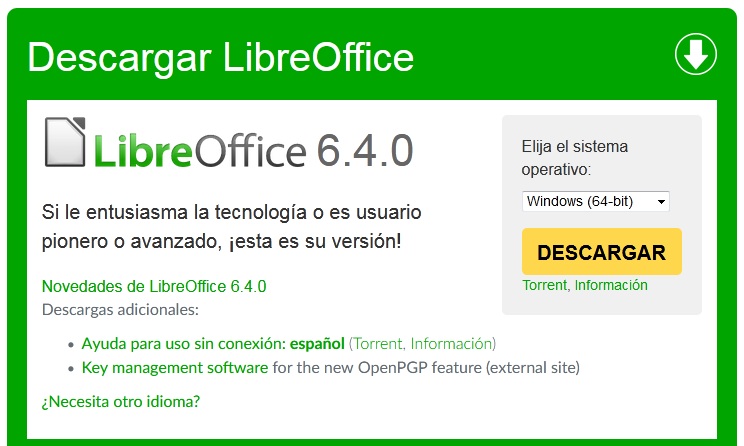 Descargar LibreOffice
LibreOffice 6.4.0
Si le entusiasma la tecnología o es usuario
pionero o avanzado, ¡esta es su versión!
Novedades de LibreOffice 6.4.0
Descargas adicionales:
• Ayuda para uso sin conexión: español (Torrent, Información)
• Key management software for the new OpenPGP feature (external site)
¿Necesita otro idioma?
Elija el sistema
operativo:
Windows (64-bit)
DESCARGAR
Torrent, Información